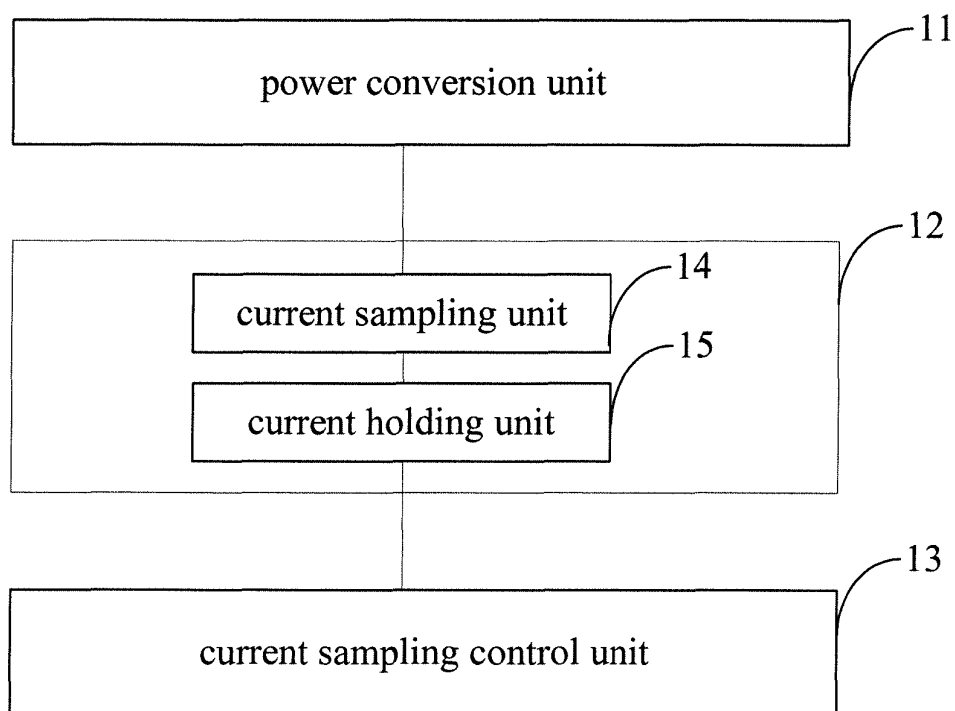 11
power conversion unit
12
14
current sampling unit
15
current holding unit
13
current sampling control unit